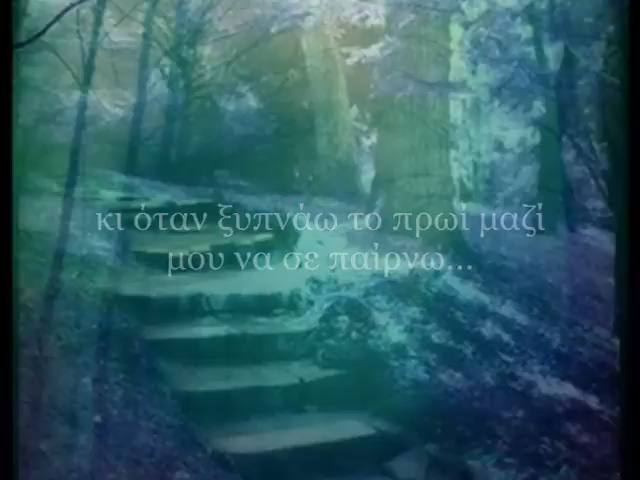 κι όταν ξυπνάω το πρωί μαζί
μου να σε παίρνω...